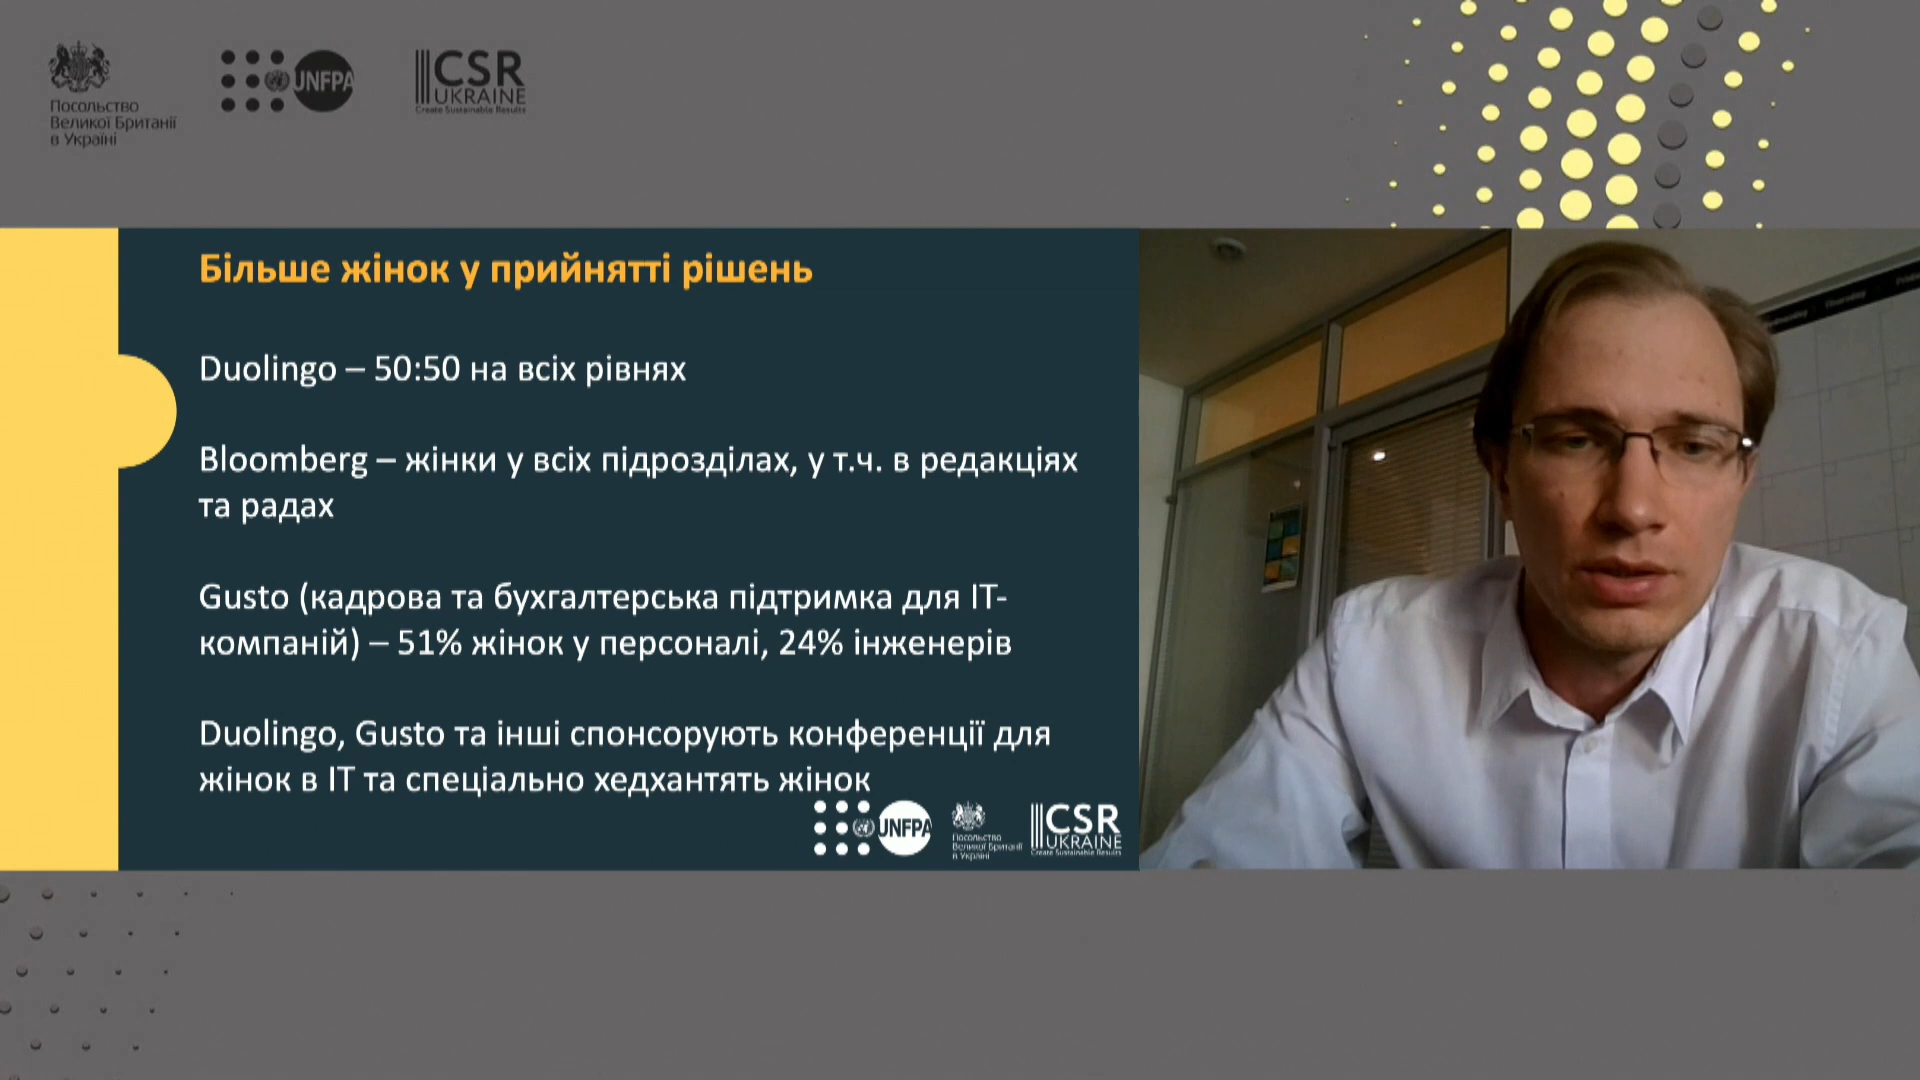 Посольство
Великої Британії
в Україні
UNFPA
CSR
UKRAINE
Create Sustainable Results
Більше жінок у прийнятті рішень
Duolingo – 50:50 на всіх рівнях
Bloomberg – жінки у всіх підрозділах, у т.ч. в редакціях
та радах
Gusto (кадрова та бухгалтерська підтримка для ІТ-
компаній) – 51% жінок у персоналі, 24% інженерів
Duolingo, Gusto та інші спонсорують конференції для
жінок в ІТ та спеціально хедхантять жінок
UNFPA
Посольство
Великої Британії
в Україні
CSR
UKRAINE
Create Sustainable Results
Thursday